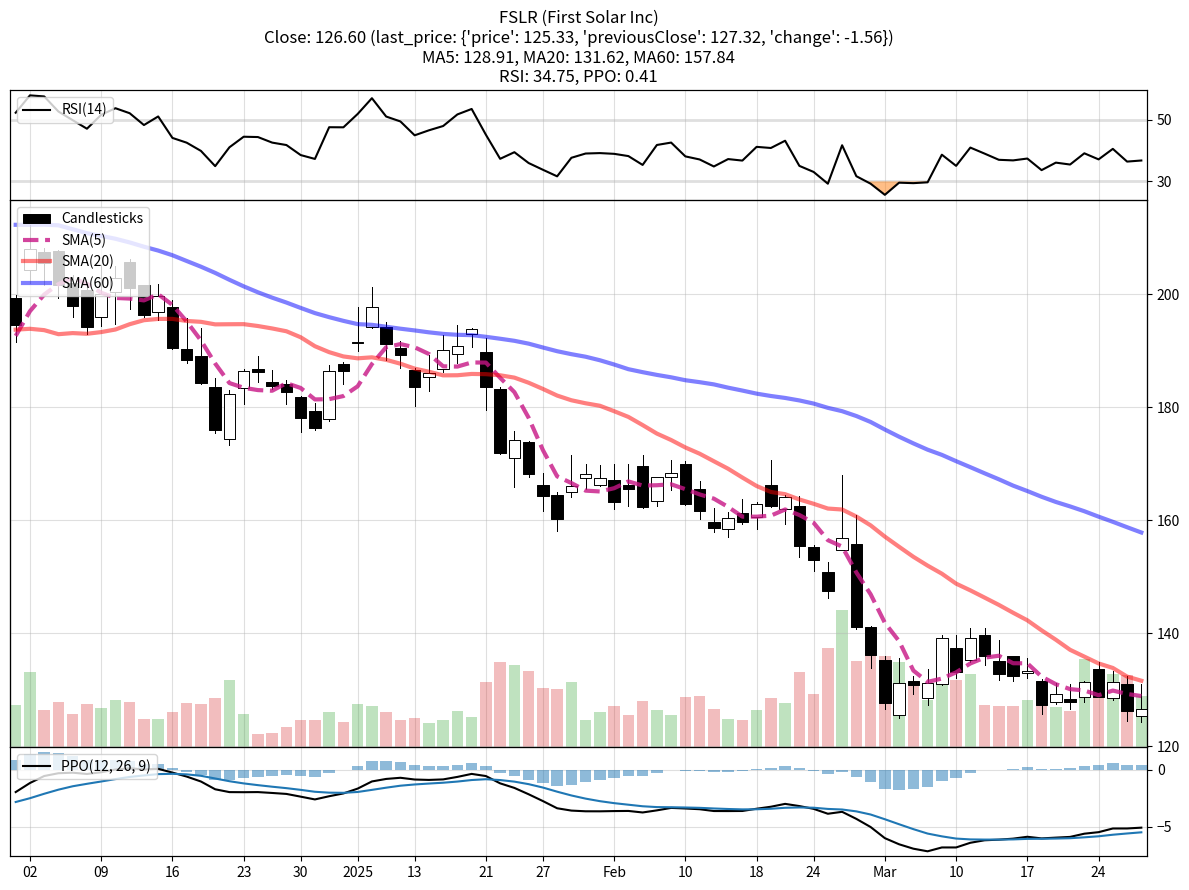 FSLR (First Solar Inc)
Close: 126.60 (last_price: {'price': 125.33, 'previousClose': 127.32, 'change': -1.56})
MA5: 128.91, MA20: 131.62, MA60: 157.84
RSI: 34.75, PPO: 0.41
RSI(14)
50
30
Candlesticks
SMA(5)
SMA(20)
SMA(60)
200
180
160
140
120
PPO(12, 26, 9)
0
−5
02 09 16 23 30 2025 13 21 27 Feb 10 18 24 Mar 10 17 24